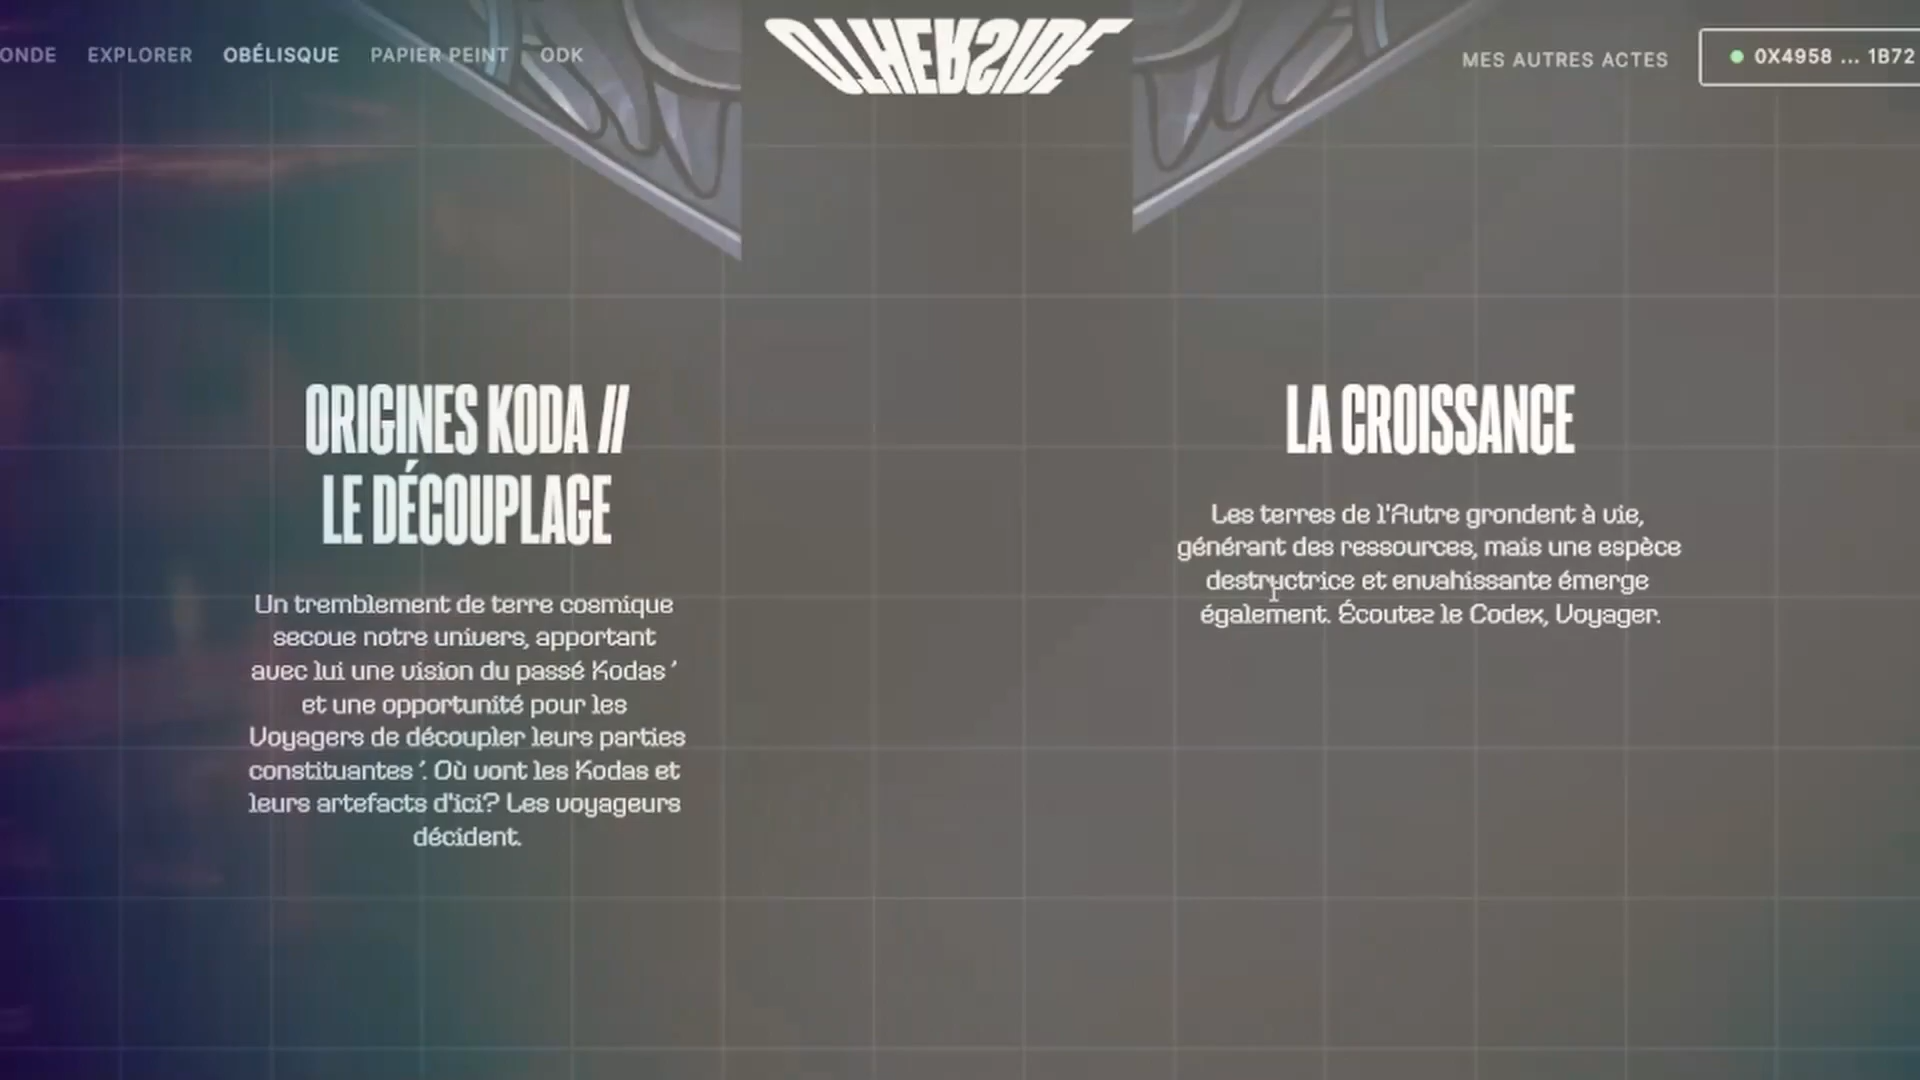 ONDE EXPLORER OBÉLISQUE PAPIER PEINT ODK
OTHERSIDE
MES AUTRES ACTES
0X4958 ... 1B72
ORIGINES KODA //
LE DÉCOUPLAGE
Un tremblement de terre cosmique
secoue notre univers, apportant
avec lui une vision du passé Kodas ’
et une opportunité pour les
Voyagers de découpler leurs parties
constituantes ’. Où vont les Kodas et
leurs artefacts d'ici? Les voyageurs
décident.
LA CROISSANCE
Les terres de l'Autre grondent à vie,
générant des ressources, mais une espèce
destructrice et envahissante émerge
également. Écoutez le Codex, Voyager.